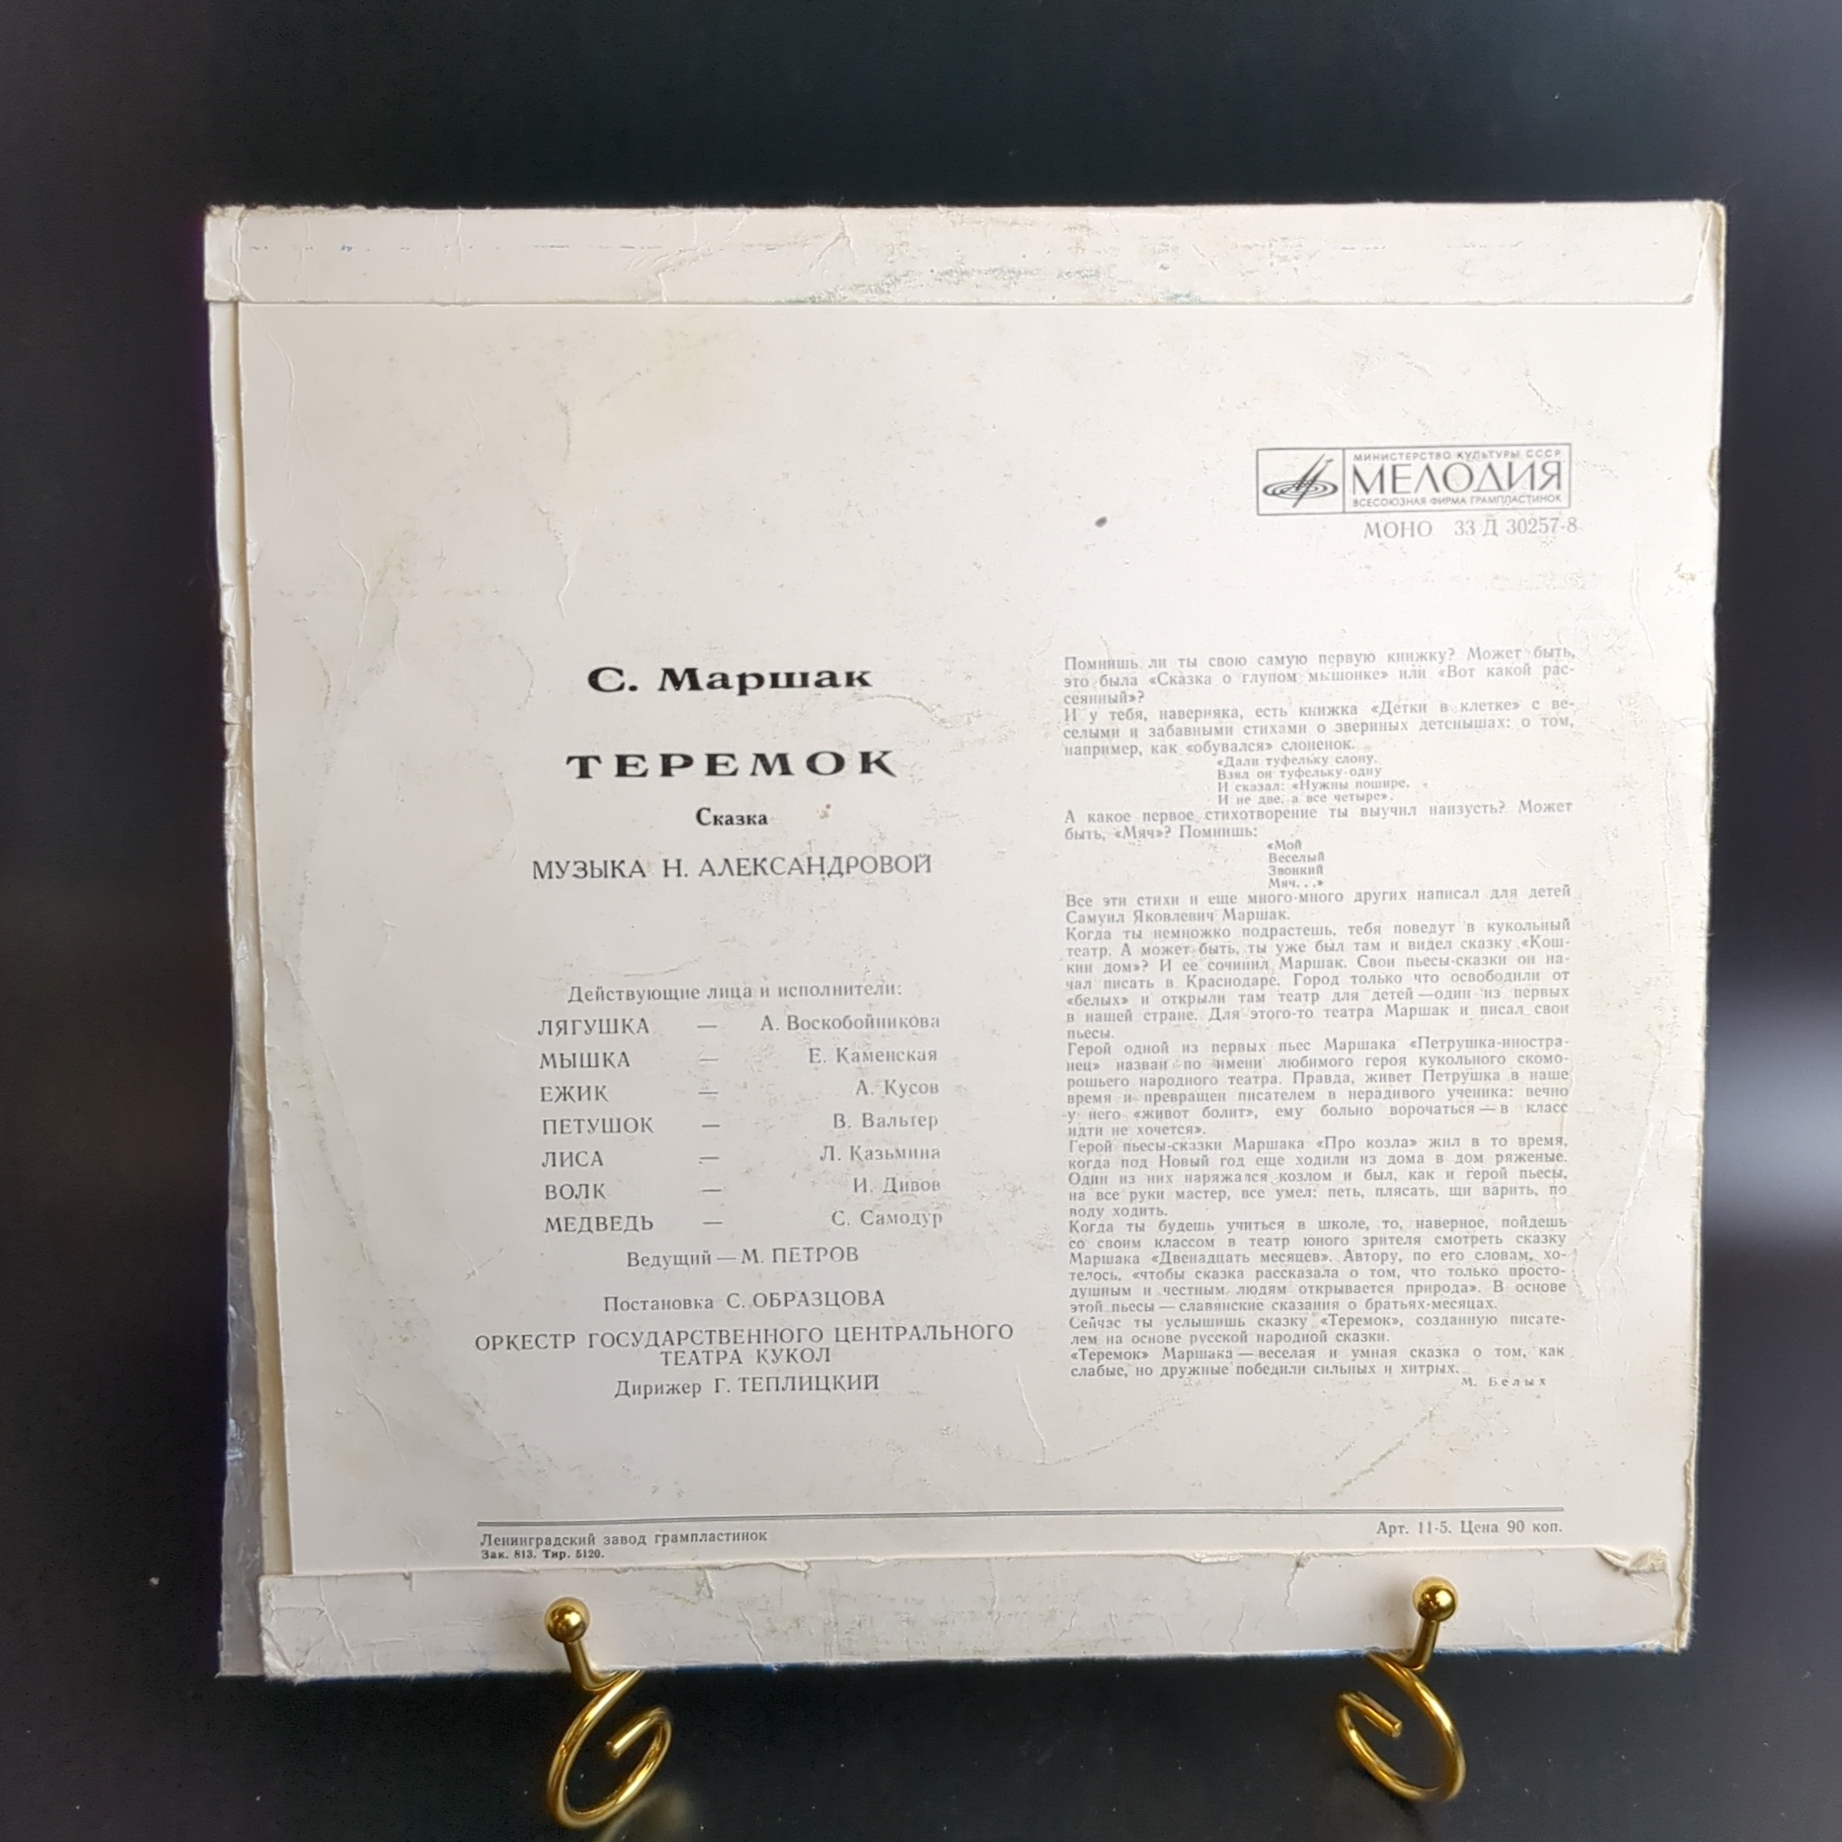 МИНИСТЕРСТВО КУЛЬТУРЫ СССР
МЕЛОДИЯ
ВСЕСОЮЗНАЯ ФИРМА ГРАМПЛАСТИНОК
МОНО 33 Д 30257-8
С. Маршак
ТЕРЕМОК
Сказка
МУЗЫКА Н. АЛЕКСАНДРОВОЙ
Действующие лица и исполнители:
ЛЯГУШКА — А. Воскобойникова
МЫШКА — Е. Каменская
ЕЖИК — А. Кусов
ПЕТУШОК — В. Вальтер
ЛИСА — Л. Казьмина
ВОЛК — И. Дивов
МЕДВЕДЬ — С. Самодур
Ведущий — М. ПЕТРОВ
Постановка С. ОБРАЗЦОВА
ОРКЕСТР ГОСУДАРСТВЕННОГО ЦЕНТРАЛЬНОГО
ТЕАТРА КУКОЛ
Дирижер Г. ТЕПЛИЦКИЙ
Помнишь ли ты свою самую первую книжку? Может быть,
это была «Сказка о глупом мышонке» или «Вот какой рас-
сеянный»?
И у тебя, наверняка, есть книжка «Детки в клетке» с ве-
селыми и забавными стихами о звериных детенышах: о том,
например, как «обувался» слоненок.
«Дали туфельку слону.
Взял он туфельку одну
И сказал: «Нужны пошире,
И не две, а все четыре».
А какое первое стихотворение ты выучил наизусть? Может
быть, «Мяч»? Помнишь:
«Мой
Веселый
Звонкий
Мяч. . .»
Все эти стихи и еще много-много других написал для детей
Самуил Яковлевич Маршак.
Когда ты немножко подрастешь, тебя поведут в кукольный
театр. А может быть, ты уже был там и видел сказку «Кош-
кин дом»? И ее сочинил Маршак. Свои пьесы-сказки он на-
чал писать в Краснодаре. Город только что освободили от
«белых» и открыли там театр для детей — один из первых
в нашей стране. Для этого-то театра Маршак и писал свои
пьесы.
Герой одной из первых пьес Маршака «Петрушка-иностра-
нец» назван по имени любимого героя кукольного скомо-
рошьего народного театра. Правда, живет Петрушка в наше
время и превращен писателем в нерадивого ученика: вечно
у него «живот болит», ему больно ворочаться — в класс
идти не хочется».
Герой пьесы-сказки Маршака «Про козла» жил в то время,
когда под Новый год еще ходили из дома в дом ряженые.
Один из них наряжался козлом и был, как и герой пьесы,
на все руки мастер, все умел: петь, плясать, щи варить, по
воду ходить.
Когда ты будешь учиться в школе, то, наверное, пойдешь
со своим классом в театр юного зрителя смотреть сказку
Маршака «Двенадцать месяцев». Автору, по его словам, хо-
телось, «чтобы сказка рассказала о том, что только просто-
душным и честным людям открывается природа». В основе
этой пьесы — славянские сказания о братьях-месяцах.
Сейчас ты услышишь сказку «Теремок», созданную писате-
лем на основе русской народной сказки.
«Теремок» Маршака — веселая и умная сказка о том, как
слабые, но дружные победили сильных и хитрых.
М. Белых
Ленинградский завод грампластинок
Зак. 813. Тир. 5120.
Арт. 11-5. Цена 90 коп.